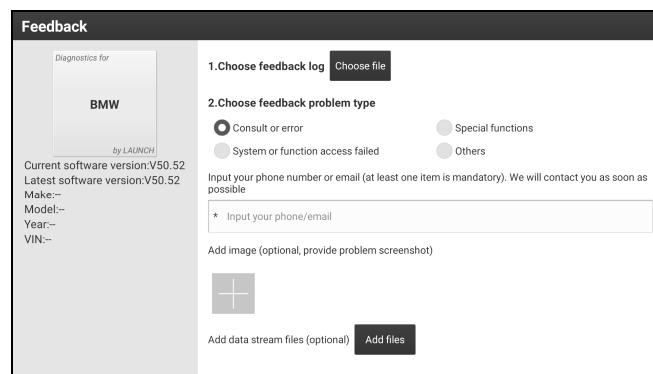 Feedback
Diagnostics for
BMW
by LAUNCH
Current software version:V50.52
Latest software version:V50.52
Make:--
Model:--
Year:--
VIN:--
1.Choose feedback log Choose file
2.Choose feedback problem type
Consult or error Special functions
System or function access failed Others
Input your phone number or email (at least one item is mandatory). We will contact you as soon as
possible
* Input your phone/email
Add image (optional, provide problem screenshot)
Add data stream files (optional) Add files